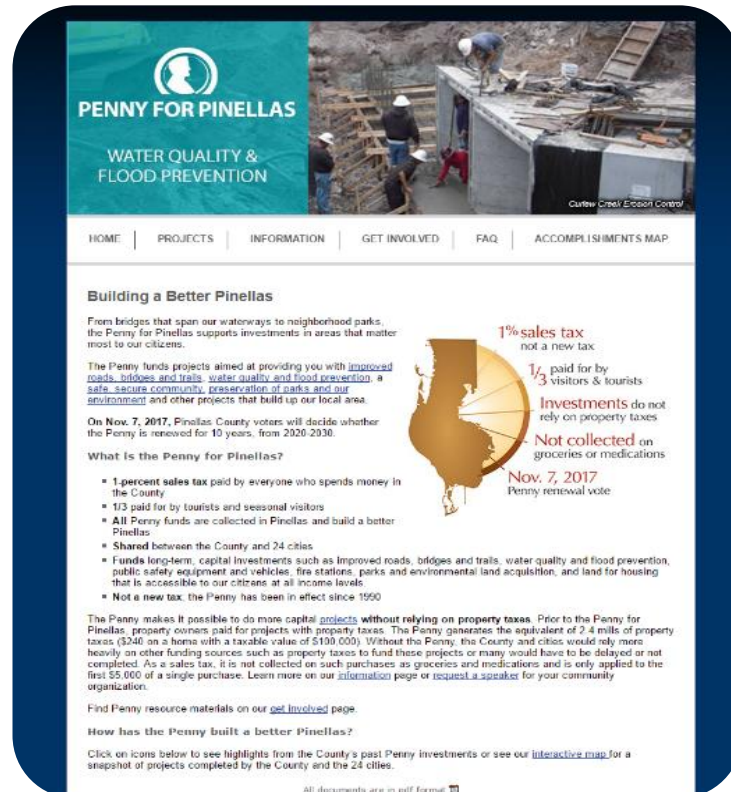 PENNY FOR PINELLAS
WATER QUALITY &
FLOOD PREVENTION
Curlew Creek Erosion Control
HOME | PROJECTS | INFORMATION | GET INVOLVED | FAQ | ACCOMPLISHMENTS MAP
Building a Better Pinellas
From bridges that span our waterways to neighborhood parks,
the Penny for Pinellas supports investments in areas that matter
most to our citizens.
The Penny funds projects aimed at providing you with improved
roads, bridges and trails, water quality and flood prevention, a
safe, secure community, preservation of parks and our
environment and other projects that build up our local area.
On Nov. 7, 2017, Pinellas County voters will decide whether
the Penny is renewed for 10 years, from 2020-2030.
1% sales tax
not a new tax
1/3 paid for by
visitors & tourists
Investments do not
rely on property taxes
Not collected on
groceries or medications
Nov. 7, 2017
Penny renewal vote
What is the Penny for Pinellas?
▪ 1-percent sales tax paid by everyone who spends money in
the County
▪ 1/3 paid for by tourists and seasonal visitors
▪ All Penny funds are collected in Pinellas and build a better
Pinellas
▪ Shared between the County and 24 cities
▪ Funds long-term, capital investments such as improved roads, bridges and trails, water quality and flood prevention,
public safety equipment and vehicles, fire stations, parks and environmental land acquisition, and land for housing
that is accessible to our citizens at all income levels
▪ Not a new tax, the Penny has been in effect since 1990
The Penny makes it possible to do more capital projects without relying on property taxes. Prior to the Penny for
Pinellas, property owners paid for projects with property taxes. The Penny generates the equivalent of 2.4 mills of property
taxes ($240 on a home with a taxable value of $100,000). Without the Penny, the County and cities would rely more
heavily on other funding sources such as property taxes to fund these projects or many would have to be delayed or not
completed. As a sales tax, it is not collected on such purchases as groceries and medications and is only applied to the
first $5,000 of a single purchase. Learn more on our information page or request a speaker for your community
organization.
Find Penny resource materials on our get involved page.
How has the Penny built a better Pinellas?
Click on icons below to see highlights from the County's past Penny investments or see our interactive map for a
snapshot of projects completed by the County and the 24 cities.
All documents are in pdf format